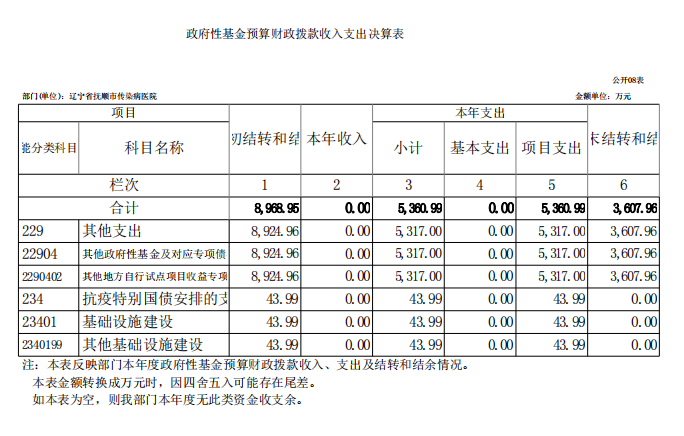 政府性基金预算财政拨款收入支出决算表
公开08表
部门(单位)：辽宁省抚顺市传染病医院 金额单位：万元
项目 初结转和结 本年收入 本年支出 末结转和结
能分类科目 科目名称 小计 基本支出 项目支出
栏次 1 2 3 4 5 6
合计 8,968.95 0.00 5,360.99 0.00 5,360.99 3,607.96
229 其他支出 8,924.96 0.00 5,317.00 0.00 5,317.00 3,607.96
22904 其他政府性基金及对应专项债 8,924.96 0.00 5,317.00 0.00 5,317.00 3,607.96
2290402 其他地方自行试点项目收益专项 8,924.96 0.00 5,317.00 0.00 5,317.00 3,607.96
234 抗疫特别国债安排的支 43.99 0.00 43.99 0.00 43.99 0.00
23401 基础设施建设 43.99 0.00 43.99 0.00 43.99 0.00
2340199 其他基础设施建设 43.99 0.00 43.99 0.00 43.99 0.00
注：本表反映部门本年度政府性基金预算财政拨款收入、支出及结转和结余情况。
本表金额转换成万元时，因四舍五入可能存在尾差。
如本表为空，则我部门本年度无此类资金收支余。